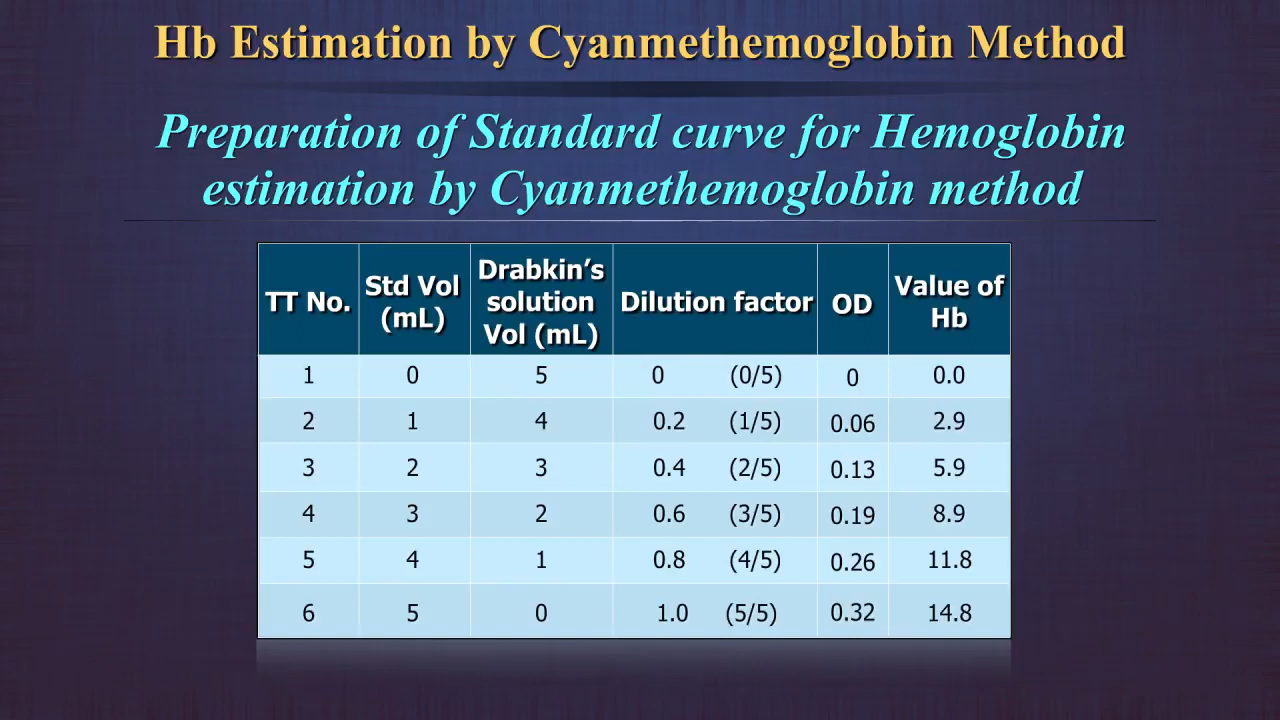 Hb Estimation by Cyanmethemoglobin Method
Preparation of Standard curve for Hemoglobin
estimation by Cyanmethemoglobin method
TT No. Std Vol (mL) Drabkin’s solution Vol (mL) Dilution factor OD Value of Hb
1 0 5 0 (0/5) 0 0.0
2 1 4 0.2 (1/5) 0.06 2.9
3 2 3 0.4 (2/5) 0.13 5.9
4 3 2 0.6 (3/5) 0.19 8.9
5 4 1 0.8 (4/5) 0.26 11.8
6 5 0 1.0 (5/5) 0.32 14.8